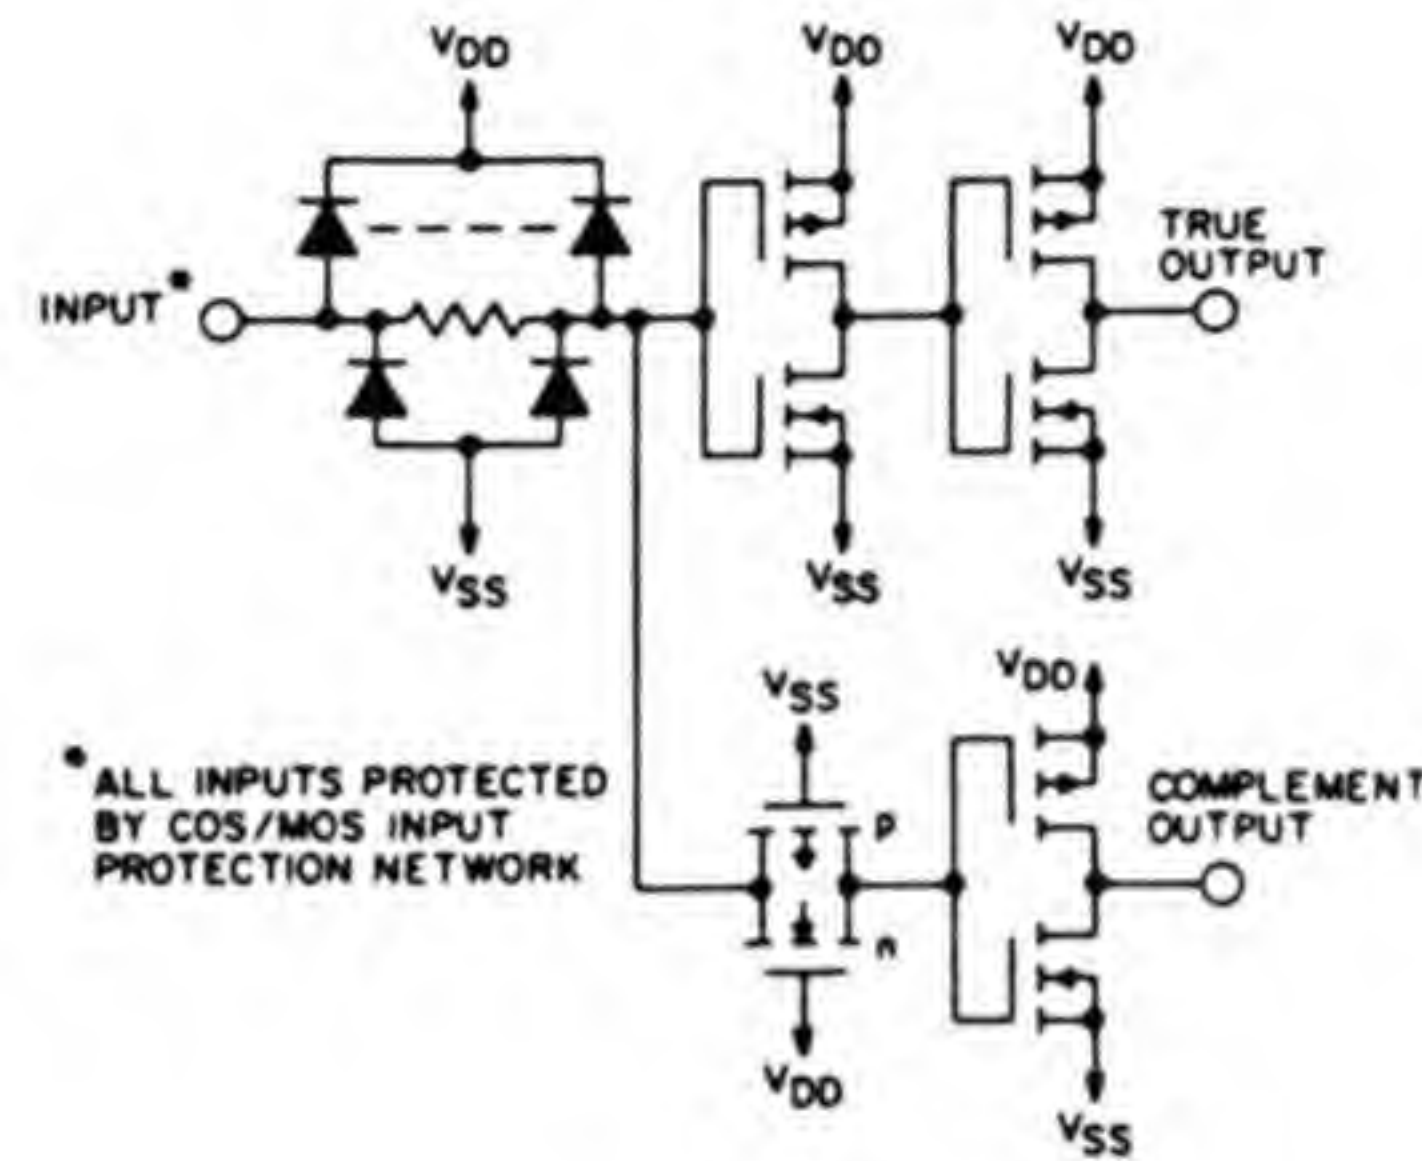 VDD
VDD
VDD
INPUT*
TRUE
OUTPUT
VSS
VSS
VSS
VSS
VDD
p
n
*ALL INPUTS PROTECTED
BY COS/MOS INPUT
PROTECTION NETWORK
COMPLEMENT
OUTPUT
VDD
VSS